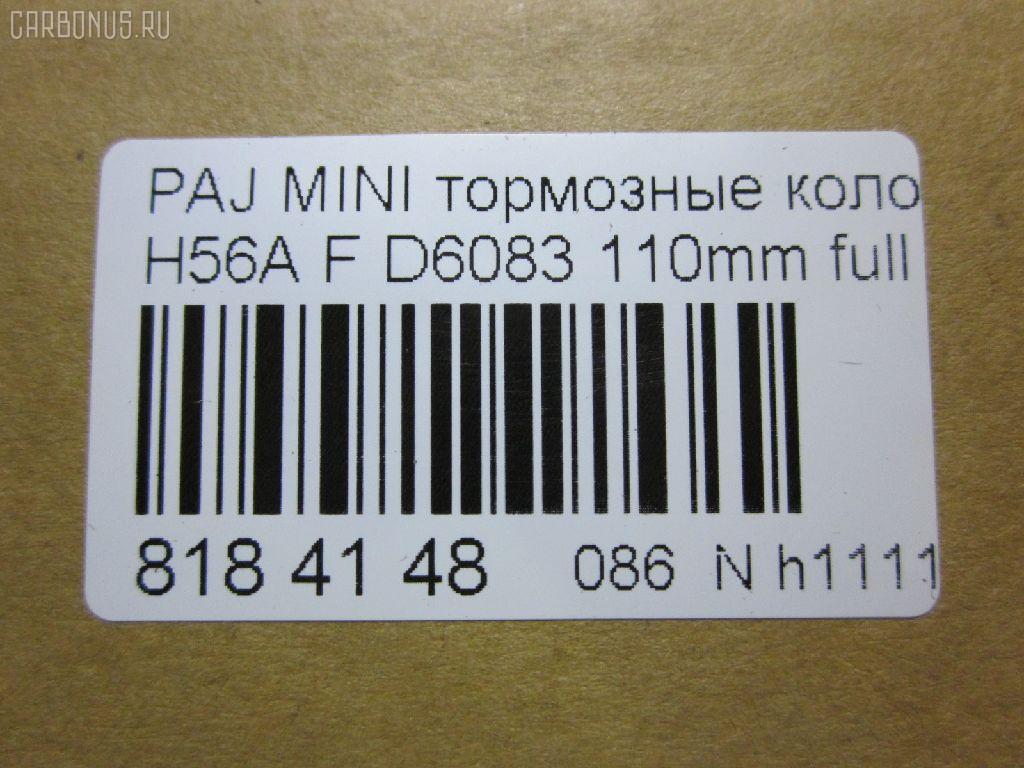 CARBONUS.RU
PAJ MINI тормозные коло
H56A F D6083 110mm full
818 41 48 086 N h1111